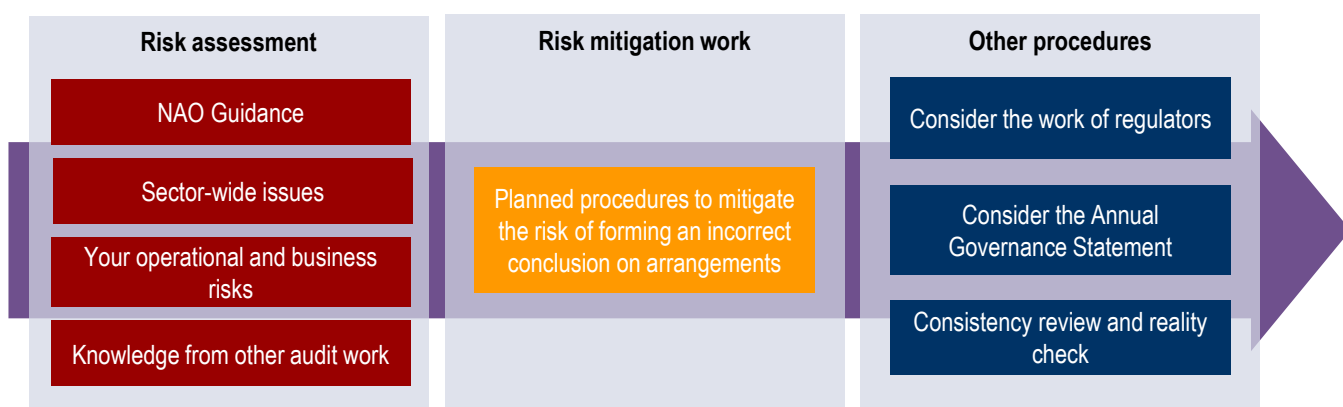 Risk assessment
NAO Guidance
Sector-wide issues
Your operational and business
risks
Knowledge from other audit work
Risk mitigation work
Planned procedures to mitigate
the risk of forming an incorrect
conclusion on arrangements
Other procedures
Consider the work of regulators
Consider the Annual
Governance Statement
Consistency review and reality
check